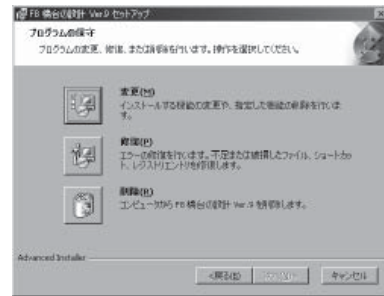 FB 橋台の設計 Ver.9 セットアップ
プログラムの保守
プログラムの変更、修復、または削除を行います。操作を選択してください。
変更(M)
インストールする機能の変更や、指定した機能の削除を行いま
す。
修復(P)
エラーの修復を行います。不足または破損したファイル、ショートカッ
ト、レジストリエントリを修復します。
削除(R)
コンピュータから FB 橋台の設計 Ver.9 を削除します。
Advanced Installer
<戻る(B)
キャンセル